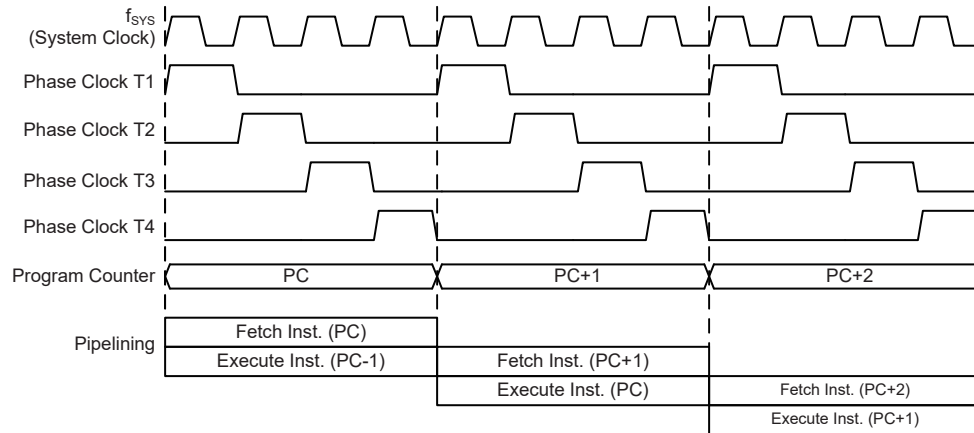 fSYS
(System Clock)
Phase Clock T1
Phase Clock T2
Phase Clock T3
Phase Clock T4
Program Counter PC PC+1 PC+2
Pipelining
Fetch Inst. (PC)
Execute Inst. (PC-1) Fetch Inst. (PC+1)
Execute Inst. (PC) Fetch Inst. (PC+2)
Execute Inst. (PC+1)